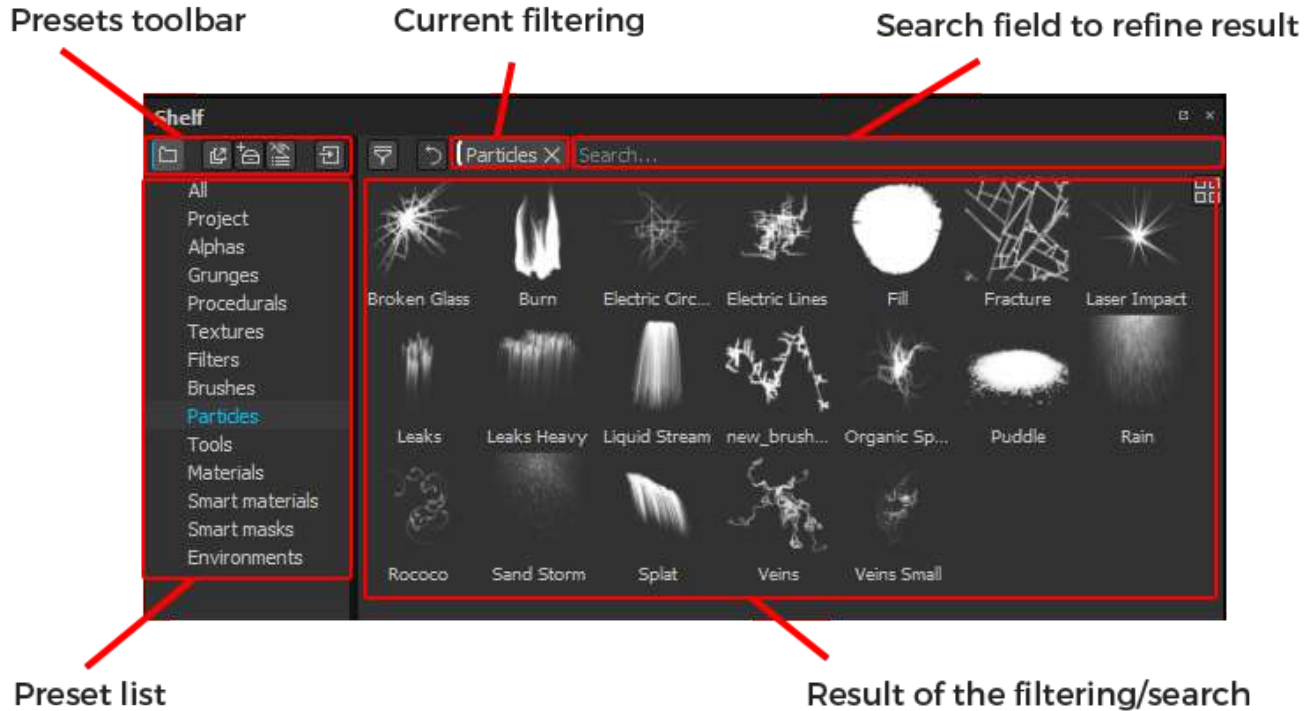 Presets toolbar
Current filtering
Search field to refine result
Shelf
Particles
Search...
All
Project
Alphas
Grunges
Procedurals
Textures
Filters
Brushes
Particles
Tools
Materials
Smart materials
Smart masks
Environments
Broken Glass Burn Electric Circ... Electric Lines Fill Fracture Laser Impact
Leaks Leaks Heavy Liquid Stream new_brush... Organic Sp... Puddle Rain
Rococo Sand Storm Splat Veins Veins Small
Preset list
Result of the filtering/search